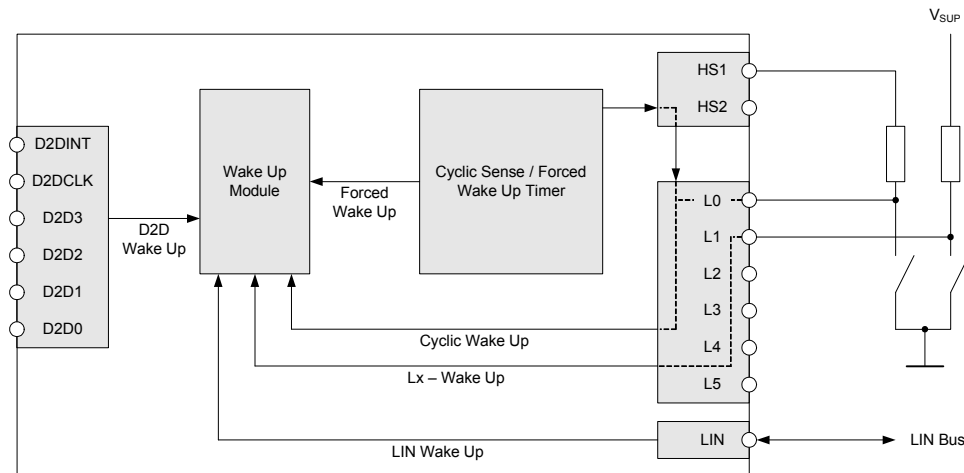 VSUP
HS1
HS2
D2DINT
D2DCLK
D2D3
D2D2
D2D1
D2D0
D2D
Wake Up
Wake Up
Module
Forced
Wake Up
Cyclic Sense / Forced
Wake Up Timer
L0
L1
L2
L3
L4
L5
Cyclic Wake Up
Lx – Wake Up
LIN Wake Up
LIN
LIN Bus